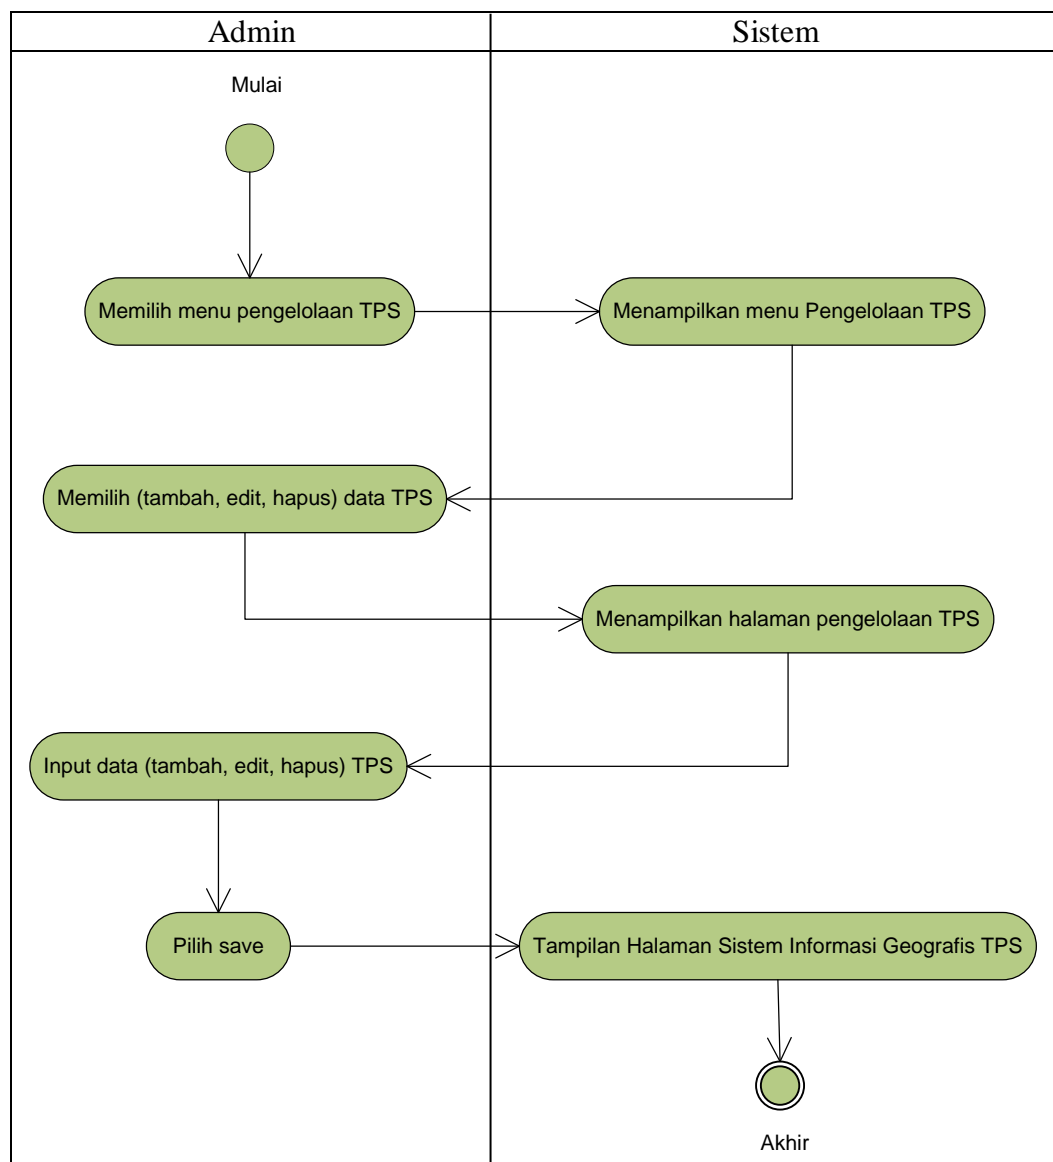 Admin
Sistem
Mulai
Memilih menu pengelolaan TPS
Menampilkan menu Pengelolaan TPS
Memilih (tambah, edit, hapus) data TPS
Menampilkan halaman pengelolaan TPS
Input data (tambah, edit, hapus) TPS
Pilih save
Tampilan Halaman Sistem Informasi Geografis TPS
Akhir